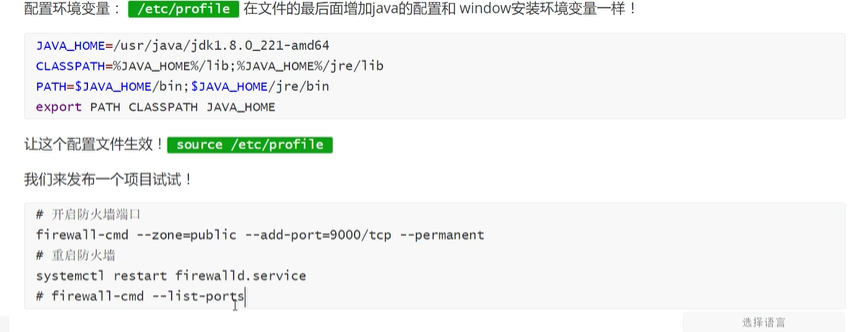 配置环境变量： /etc/profile 在文件的最后面增加java的配置和 window安装环境变量一样！
JAVA_HOME=/usr/java/jdk1.8.0_221-amd64
CLASSPATH=%JAVA_HOME%/lib;%JAVA_HOME%/jre/lib
PATH=$JAVA_HOME/bin;$JAVA_HOME/jre/bin
export PATH CLASSPATH JAVA_HOME
让这个配置文件生效！ source /etc/profile
我们来发布一个项目试试！
# 开启防火墙端口
firewall-cmd --zone=public --add-port=9000/tcp --permanent
# 重启防火墙
systemctl restart firewalld.service
# firewall-cmd --list-ports
选择语言